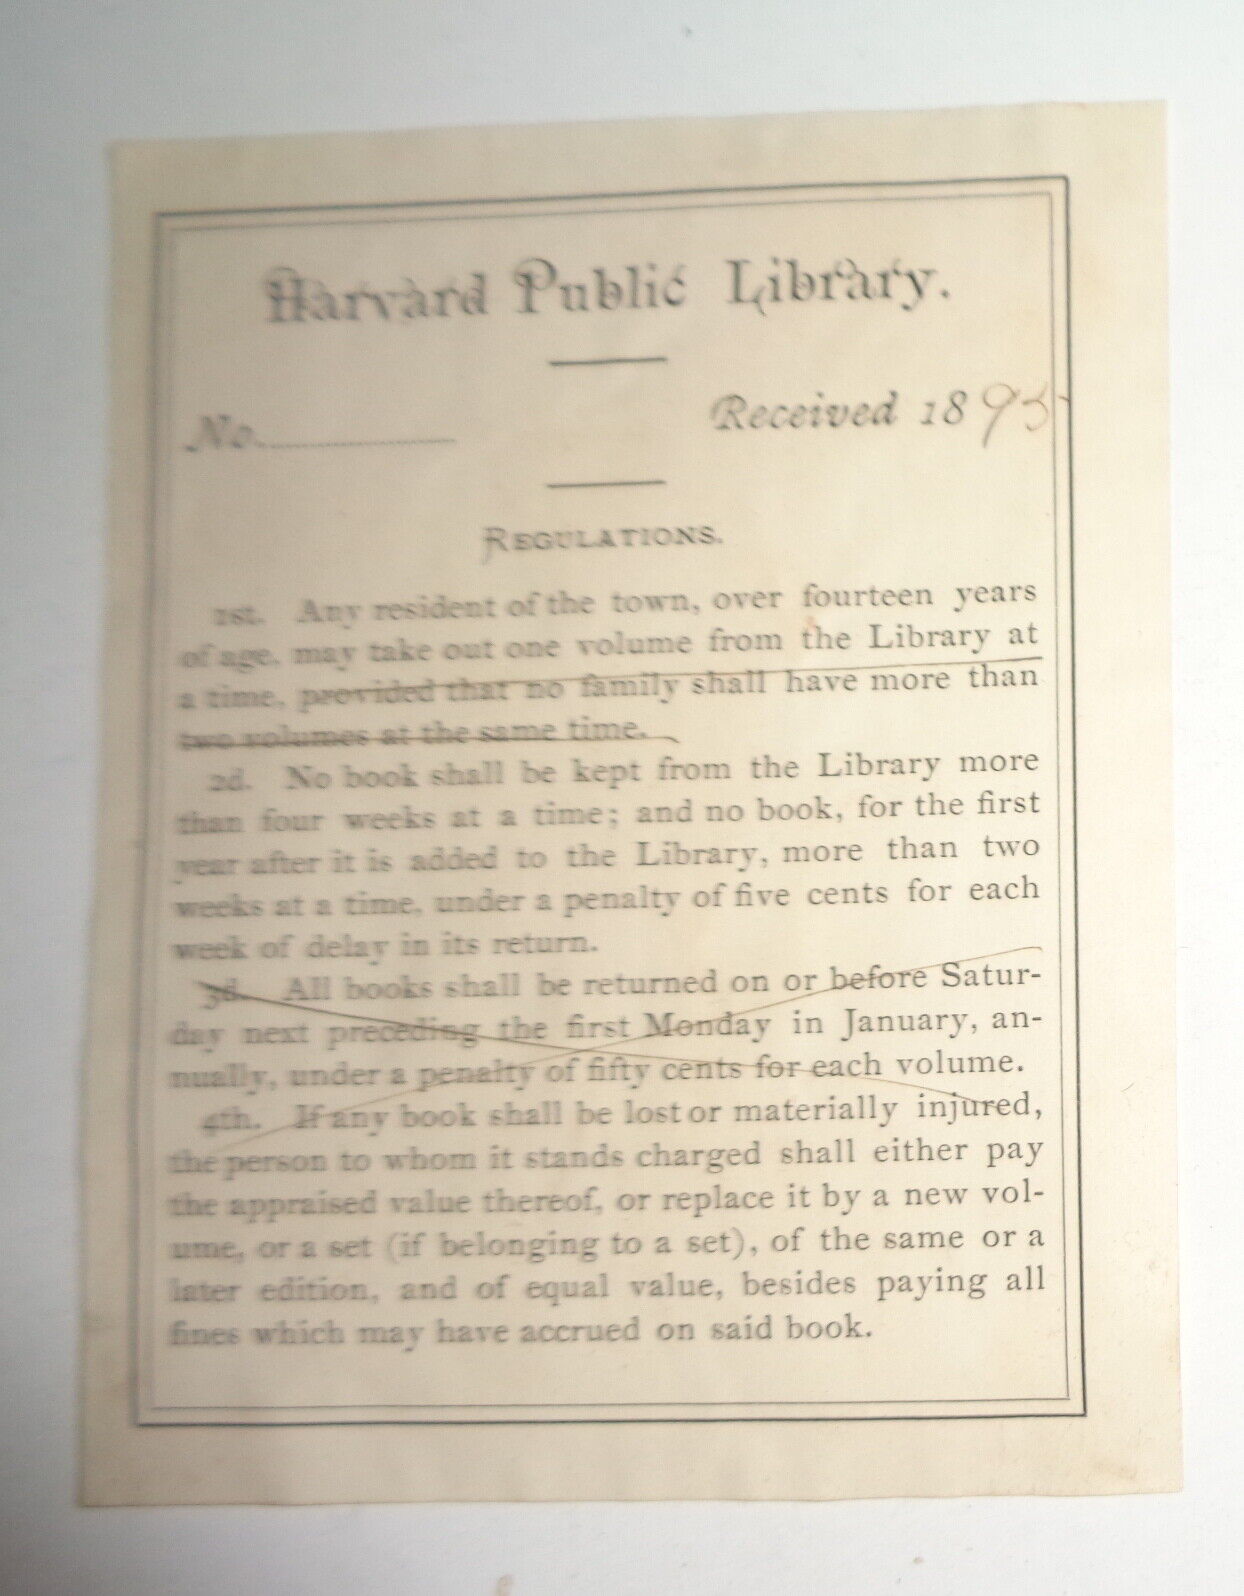 Harvard Public Library.
No. Received 1895
REGULATIONS.
1st. Any resident of the town, over fourteen years
of age, may take out one volume from the Library at
a time, provided that no family shall have more than
two volumes at the same time.
2d. No book shall be kept from the Library more
than four weeks at a time; and no book, for the first
year after it is added to the Library, more than two
weeks at a time, under a penalty of five cents for each
week of delay in its return.
3d. All books shall be returned on or before Satur-
day next preceding the first Monday in January, an-
nually, under a penalty of fifty cents for each volume.
4th. If any book shall be lost or materially injured,
the person to whom it stands charged shall either pay
the appraised value thereof, or replace it by a new vol-
ume, or a set (if belonging to a set), of the same or a
later edition, and of equal value, besides paying all
fines which may have accrued on said book.